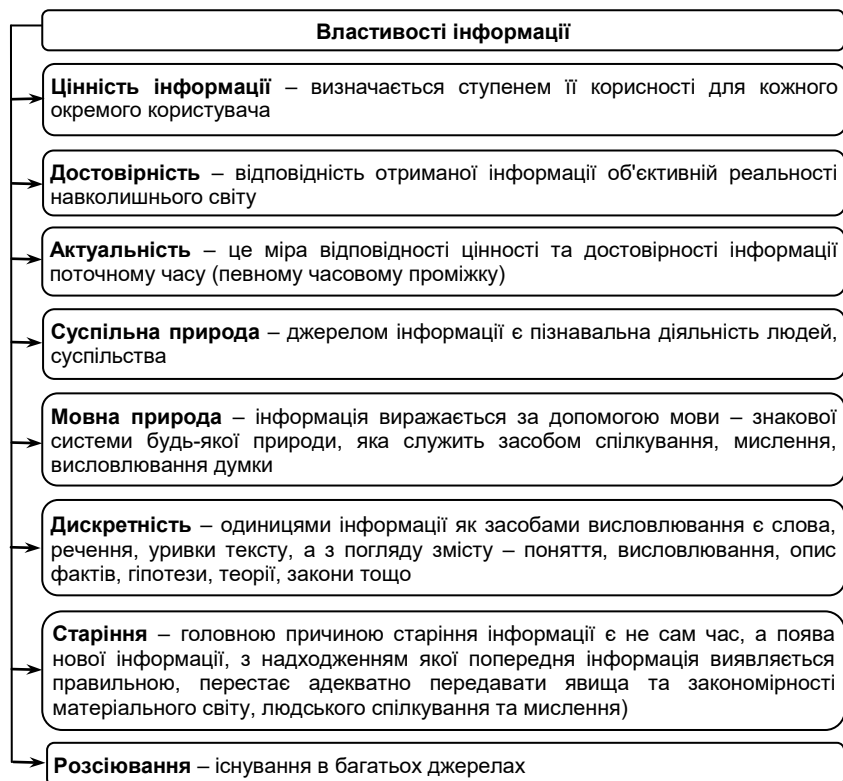 Властивості інформації
Цінність інформації – визначається ступенем її корисності для кожного
окремого користувача
Достовірність – відповідність отриманої інформації об'єктивній реальності
навколишнього світу
Актуальність – це міра відповідності цінності та достовірності інформації
поточному часу (певному часовому проміжку)
Суспільна природа – джерелом інформації є пізнавальна діяльність людей,
суспільства
Мовна природа – інформація виражається за допомогою мови – знакової
системи будь-якої природи, яка служить засобом спілкування, мислення,
висловлювання думки
Дискретність – одиницями інформації як засобами висловлювання є слова,
речення, уривки тексту, а з погляду змісту – поняття, висловлювання, опис
фактів, гіпотези, теорії, закони тощо
Старіння – головною причиною старіння інформації є не сам час, а поява
нової інформації, з надходженням якої попередня інформація виявляється
правильною, перестає адекватно передавати явища та закономірності
матеріального світу, людського спілкування та мислення)
Розсіювання – існування в багатьох джерелах